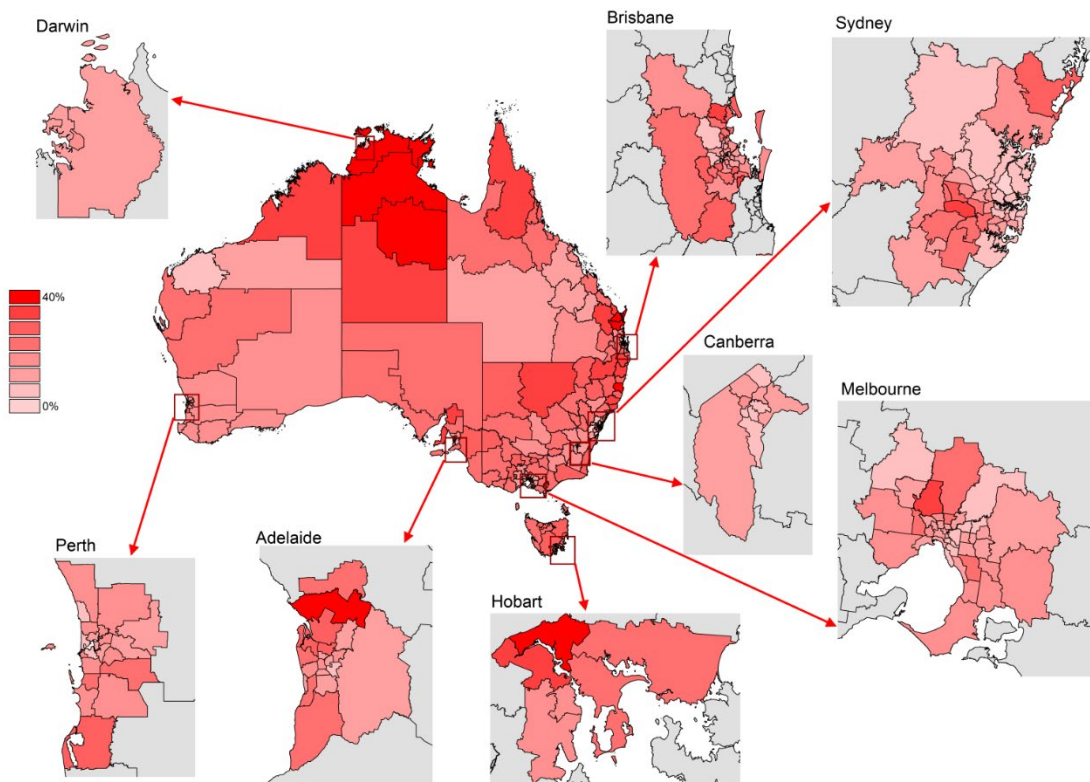 Darwin
Brisbane
Sydney
40%
0%
Canberra
Melbourne
Perth
Adelaide
Hobart